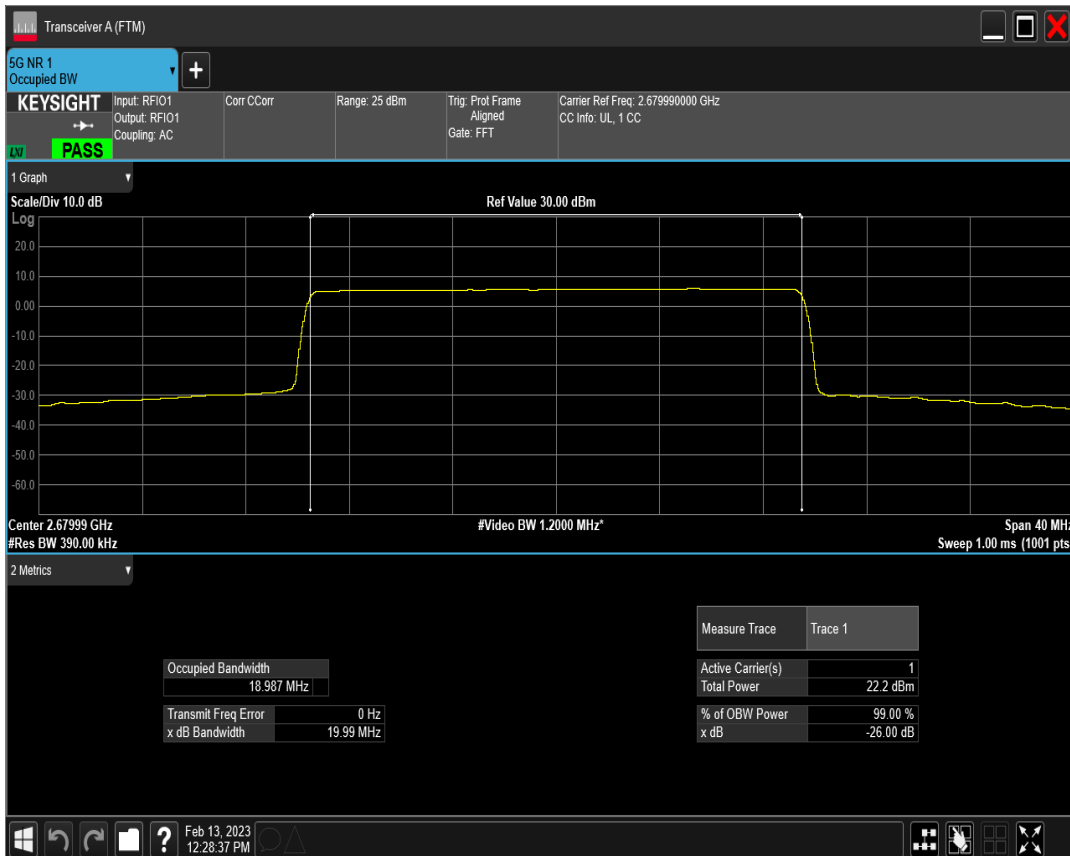 Transceiver A (FTM)
5G NR 1
Occupied BW
+
KEYSIGHT
LXI
PASS
Input: RFIO1
Output: RFIO1
Coupling: AC
Corr CCorr
Range: 25 dBm
Trig: Prot Frame
Aligned
Gate: FFT
Carrier Ref Freq: 2.679990000 GHz
CC Info: UL, 1 CC
1 Graph
Scale/Div 10.0 dB
Ref Value 30.00 dBm
Log
20.0
10.0
0.00
-10.0
-20.0
-30.0
-40.0
-50.0
-60.0
Center 2.67999 GHz
#Video BW 1.2000 MHz*
Span 40 MHz
#Res BW 390.00 kHz
Sweep 1.00 ms (1001 pts
2 Metrics
Measure Trace Trace 1
Occupied Bandwidth
18.987 MHz
Active Carrier(s) 1
Total Power 22.2 dBm
Transmit Freq Error 0 Hz
x dB Bandwidth 19.99 MHz
% of OBW Power 99.00 %
x dB -26.00 dB
?
Feb 13, 2023
12:28:37 PM